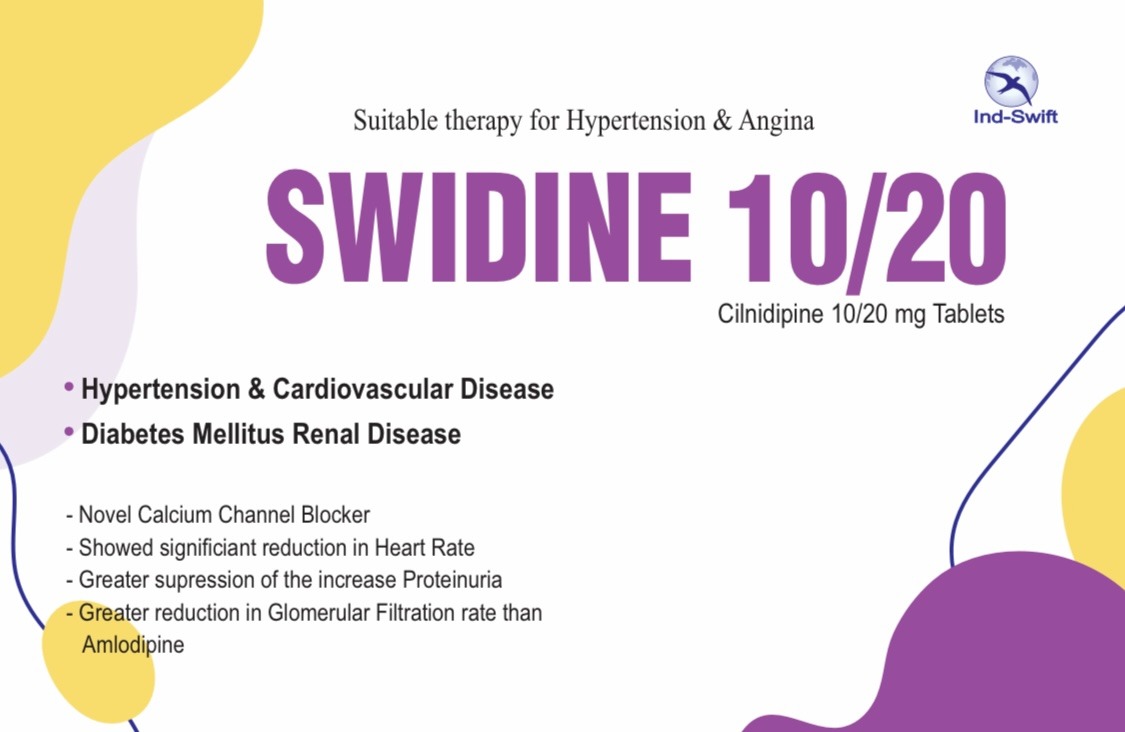 Ind-Swift
Suitable therapy for Hypertension & Angina
SWIDINE 10/20
Cilnidipine 10/20 mg Tablets
• Hypertension & Cardiovascular Disease
• Diabetes Mellitus Renal Disease
- Novel Calcium Channel Blocker
- Showed significiant reduction in Heart Rate
- Greater supression of the increase Proteinuria
- Greater reduction in Glomerular Filtration rate than
Amlodipine